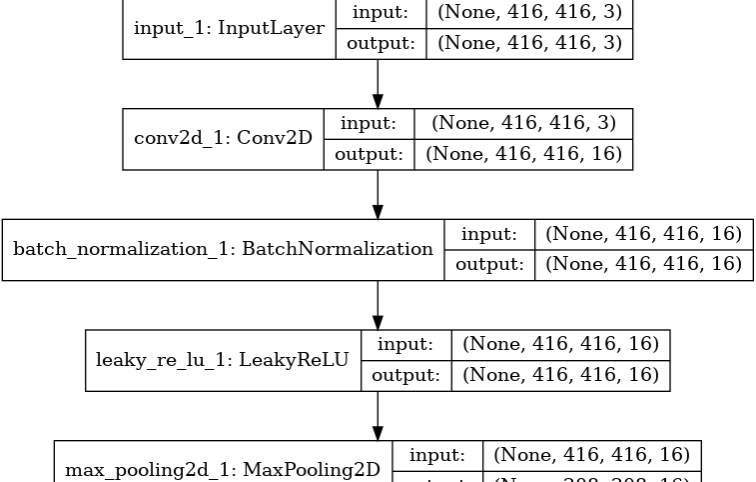 input_1: InputLayer
input:
(None, 416, 416, 3)
output:
(None, 416, 416, 3)
conv2d_1: Conv2D
input:
(None, 416, 416, 3)
output:
(None, 416, 416, 16)
batch_normalization_1: BatchNormalization
input:
(None, 416, 416, 16)
output:
(None, 416, 416, 16)
leaky_re_lu_1: LeakyReLU
input:
(None, 416, 416, 16)
output:
(None, 416, 416, 16)
max_pooling2d_1: MaxPooling2D
input:
(None, 416, 416, 16)